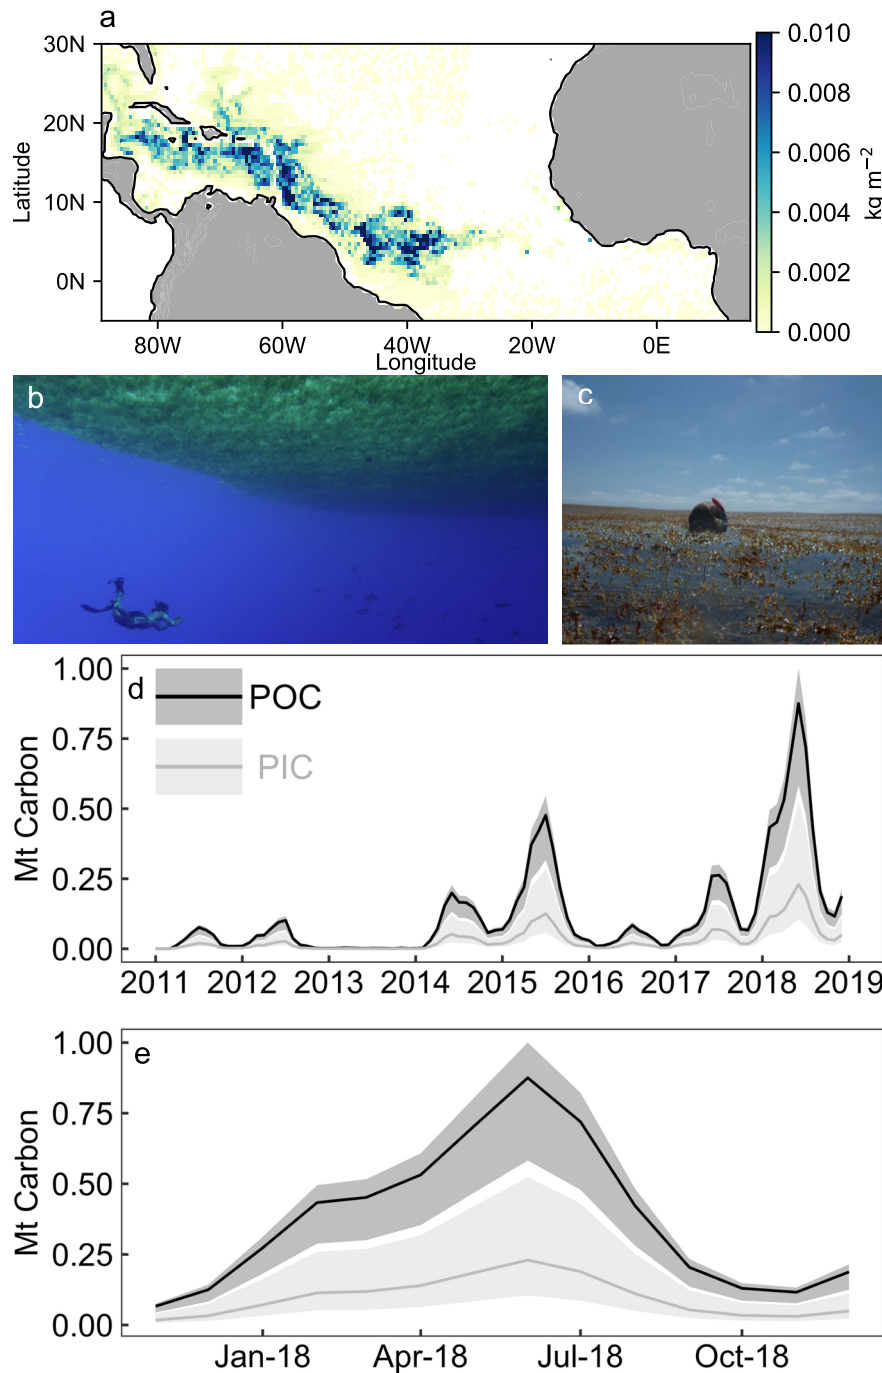 a
30N
20N
10N
0N
Latitude
80W
60W
40W
20W
0E
Longitude
0.010
0.008
0.006
0.004
0.002
0.000
kg m⁻²
b
c
d
POC
PIC
1.00
0.75
0.50
0.25
0.00
Mt Carbon
2011 2012 2013 2014 2015 2016 2017 2018 2019
e
1.00
0.75
0.50
0.25
0.00
Mt Carbon
Jan-18 Apr-18 Jul-18 Oct-18